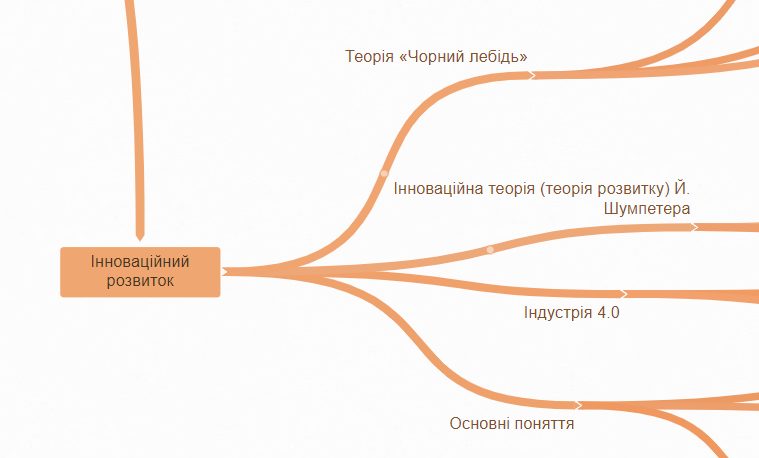 Теорія «Чорний лебідь»
Інноваційна теорія (теорія розвитку) Й.
Шумпетера
Інноваційний
розвиток
Індустрія 4.0
Основні поняття